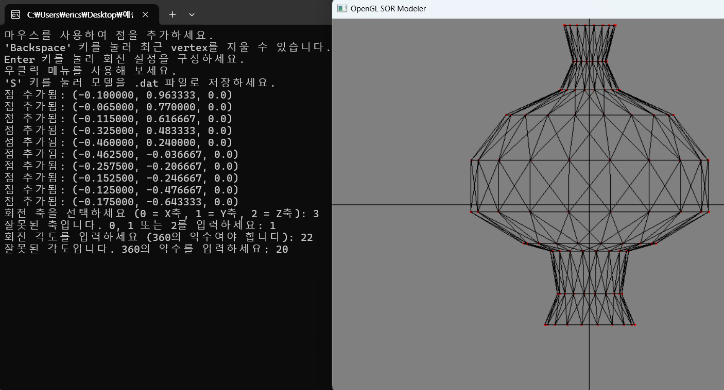 C:\Users\erics\Desktop\예
OpenGL SOR Modeler
마우스를 사용하여 점을 추가하세요.
'Backspace' 키를 눌러 최근 vertex를 지울 수 있습니다.
Enter 키를 눌러 회전 설정을 구성하세요.
우클릭 메뉴를 사용해 보세요.
'S' 키를 눌러 모델을 .dat 파일로 저장하세요.
점 추가됨: (-0.100000, 0.963333, 0.0)
점 추가됨: (-0.065000, 0.770000, 0.0)
점 추가됨: (-0.115000, 0.616667, 0.0)
점 추가됨: (-0.325000, 0.483333, 0.0)
점 추가됨: (-0.460000, 0.240000, 0.0)
점 추가됨: (-0.462500, -0.036667, 0.0)
점 추가됨: (-0.257500, -0.206667, 0.0)
점 추가됨: (-0.152500, -0.246667, 0.0)
점 추가됨: (-0.125000, -0.476667, 0.0)
점 추가됨: (-0.175000, -0.643333, 0.0)
회전 축을 선택하세요 (0 = X축, 1 = Y축, 2 = Z축): 3
잘못된 축입니다. 0, 1 또는 2를 입력하세요: 1
회전 각도를 입력하세요 (360의 약수여야 합니다): 22
잘못된 각도입니다. 360의 약수를 입력하세요: 20